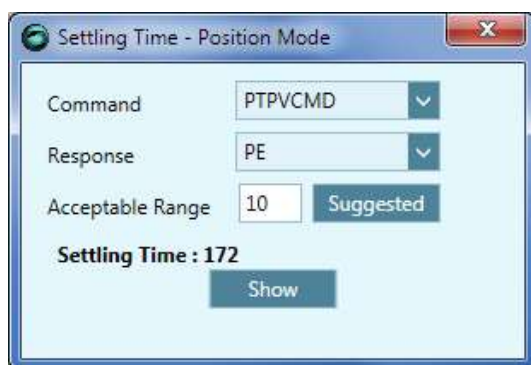 Settling Time - Position Mode
Command PTPVCMD
Response PE
Acceptable Range 10 Suggested
Settling Time : 172
Show